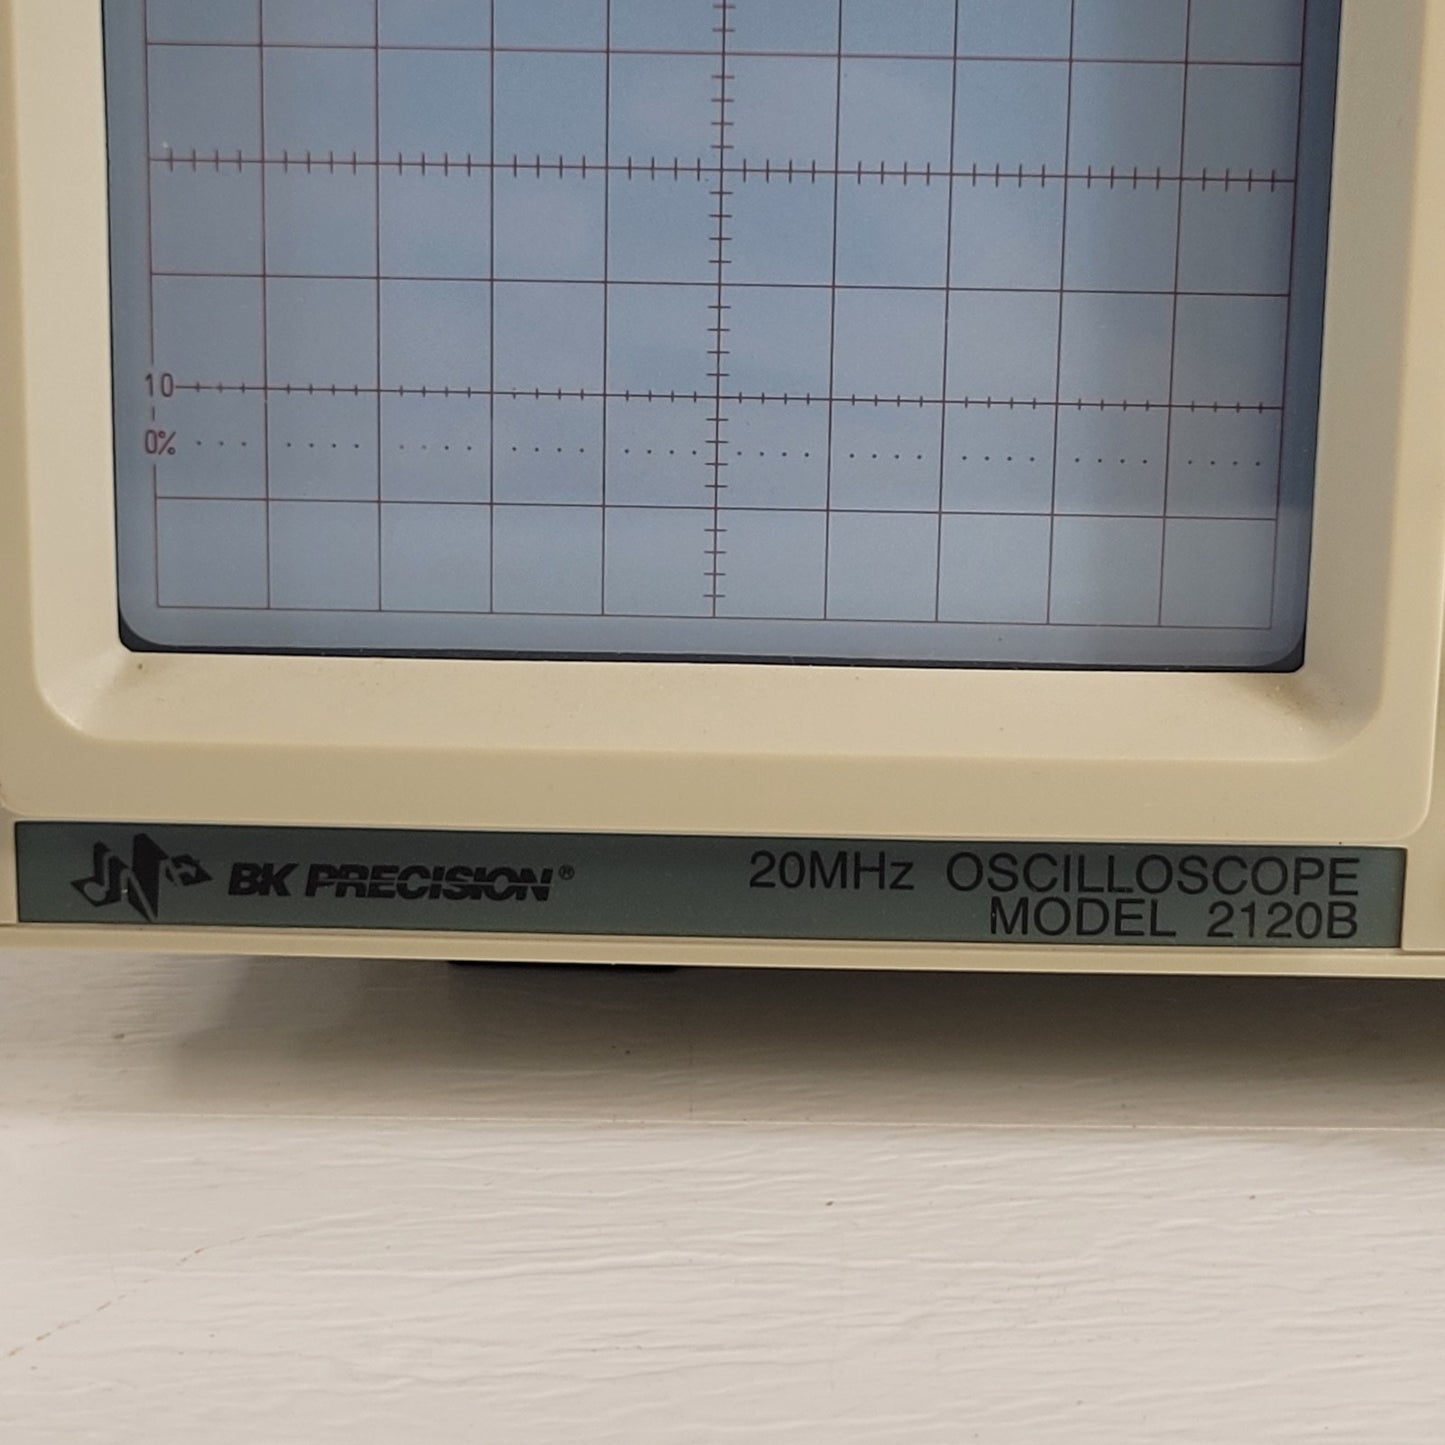 10
0%
BK PRECISION®
20MHz OSCILLOSCOPE
MODEL 2120B